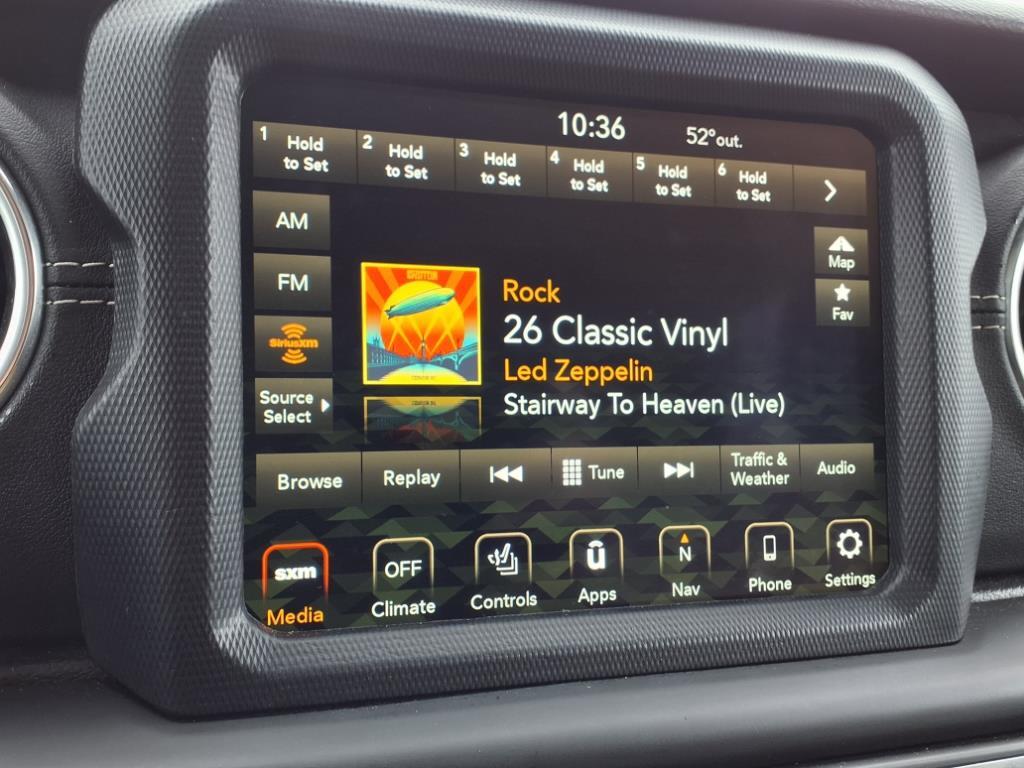 10:36
52° out.
1 Hold to Set
2 Hold to Set
3 Hold to Set
4 Hold to Set
5 Hold to Set
6 Hold to Set
AM
FM
SiriusXM
Source
Select
Map
Fav
Rock
26 Classic Vinyl
Led Zeppelin
Stairway To Heaven (Live)
Browse
Replay
Tune
Traffic &
Weather
Audio
sxm
Media
OFF
Climate
Controls
ū
Apps
N
Nav
Phone
Settings